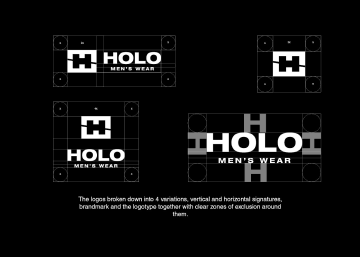 HOLO
MEN'S WEAR
HOLO
MEN'S WEAR
HOLO
MEN'S WEAR
The logos broken down into 4 variations, vertical and horizontal signatures,
brandmark and the logotype together with clear zones of exclusion around
them.